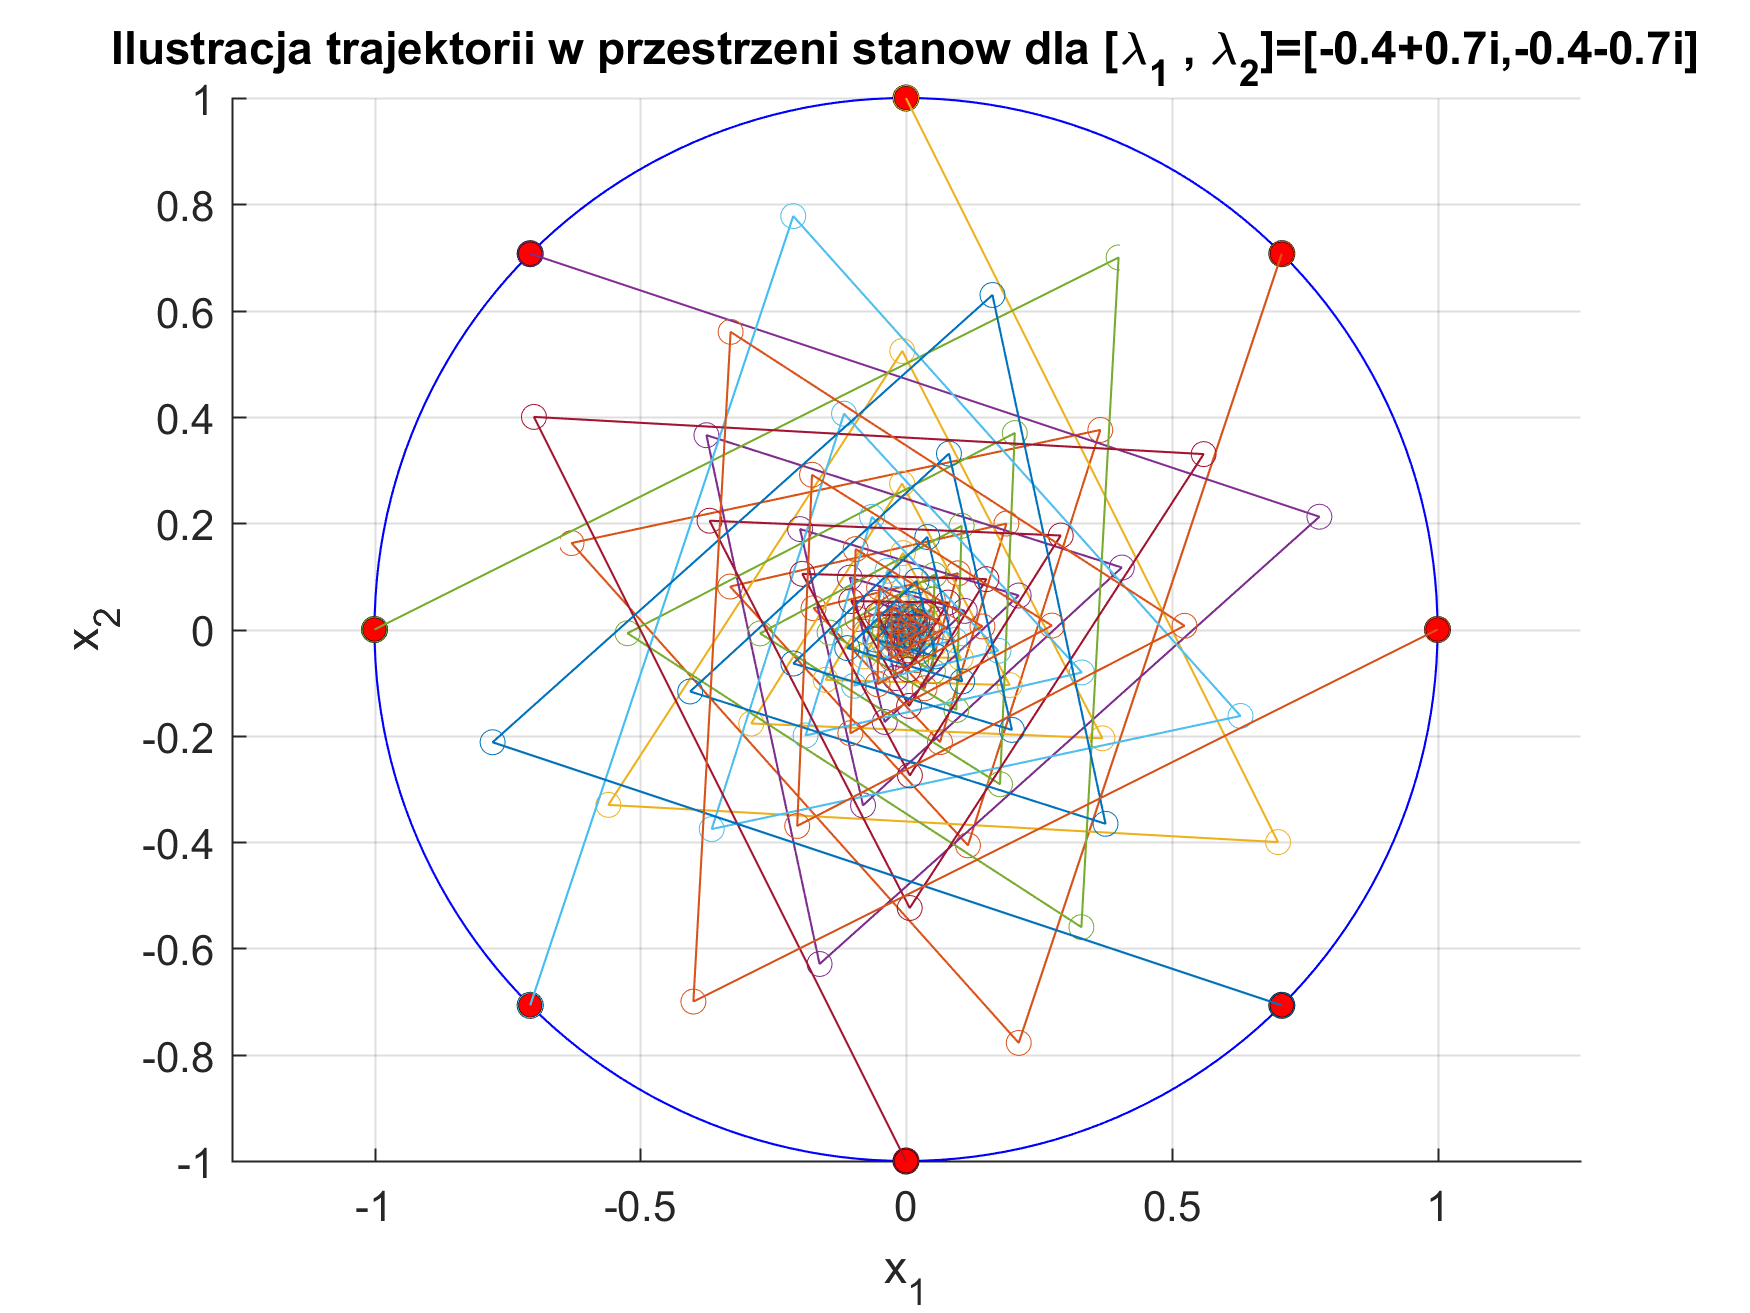 Ilustracja trajektorii w przestrzeni stanow dla [λ1 , λ2]=[-0.4+0.7i,-0.4-0.7i]
1
0.8
0.6
0.4
0.2
0
-0.2
-0.4
-0.6
-0.8
-1
x2
-1 -0.5 0 0.5 1
x1